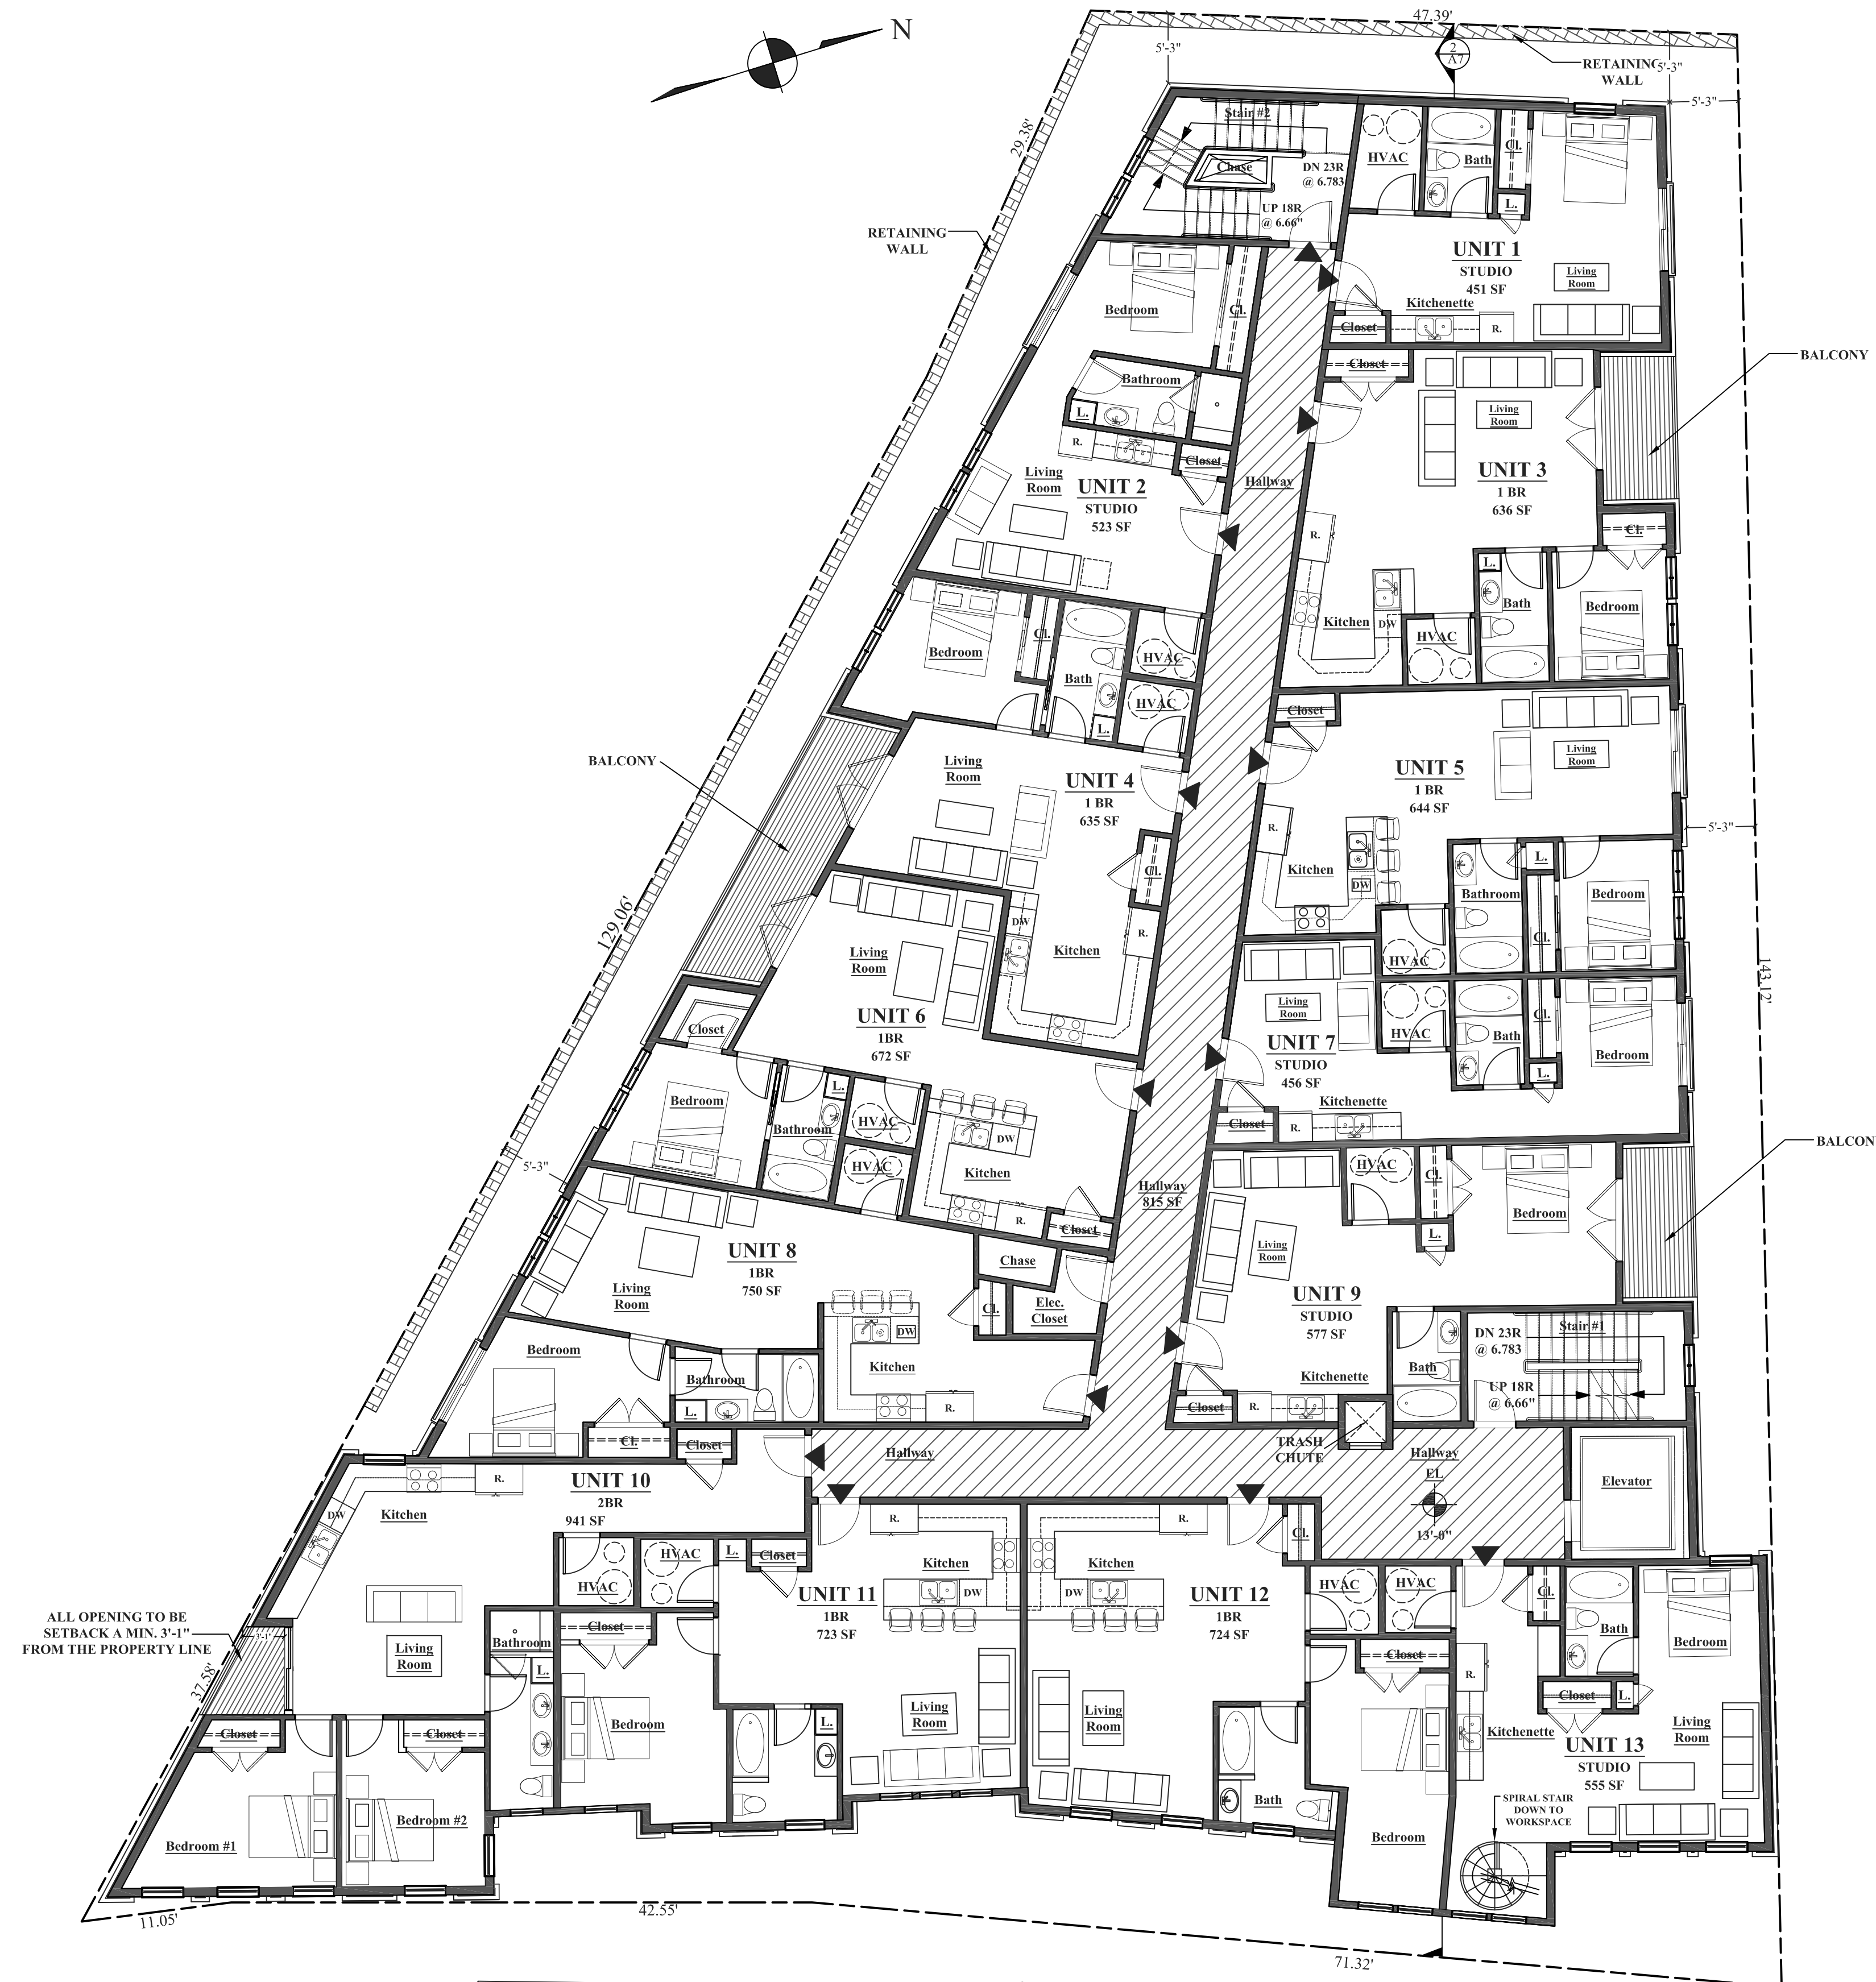 N
47.39'
5'-3"
2
A7
RETAINING
WALL
5'-3"
5'-3"
29.38'
RETAINING
WALL
Stair #2
Chase
DN 23R
@ 6.783
UP 18R
@ 6.66"
HVAC
Bath
Cl.
L.
UNIT 1
STUDIO
451 SF
Living
Room
Kitchenette
Closet
R.
Bedroom
Cl.
Bathroom
L.
R.
Closet
Living
Room
UNIT 2
STUDIO
523 SF
Hallway
Closet
Living
Room
BALCONY
UNIT 3
1 BR
636 SF
R.
Cl.
L.
Bath
Kitchen
DW
HVAC
Bedroom
Bedroom
Cl.
Bath
HVAC
HVAC
L.
BALCONY
Living
Room
UNIT 4
1 BR
635 SF
Cl.
DW
R.
Kitchen
Closet
Living
Room
UNIT 5
1 BR
644 SF
5'-3"
R.
Kitchen
DW
L.
Bathroom
Bedroom
HVAC
Cl.
129.06'
143.12'
Living
Room
UNIT 6
1BR
672 SF
Closet
Bedroom
L.
Bathroom
HVAC
HVAC
DW
Kitchen
R.
Closet
Living
Room
UNIT 7
STUDIO
456 SF
HVAC
Bath
Cl.
Bedroom
L.
Kitchenette
Closet
R.
BALCON
5'-3"
Hallway
815 SF
UNIT 8
1BR
750 SF
Living
Room
Chase
Cl.
Elec.
Closet
DW
Kitchen
R.
Bedroom
Bathroom
L.
Cl.
Closet
HVAC
Cl.
L.
Bedroom
Living
Room
UNIT 9
STUDIO
577 SF
Kitchenette
Closet
R.
Bath
DN 23R
@ 6.783
Stair #1
UP 18R
@ 6.66"
TRASH
CHUTE
Hallway
Hallway
EL
13'-0"
Elevator
UNIT 10
2BR
941 SF
R.
DW
Kitchen
Living
Room
HVAC
HVAC
L.
Closet
Bathroom
L.
Closet
ALL OPENING TO BE
SETBACK A MIN. 3'-1"
FROM THE PROPERTY LINE
3'-1"
37.58'
Closet
Closet
Bedroom #1
Bedroom #2
Bedroom
UNIT 11
1BR
723 SF
R.
Kitchen
DW
Living
Room
L.
R.
Kitchen
DW
Cl.
UNIT 12
1BR
724 SF
Living
Room
Bath
HVAC
HVAC
Closet
Bedroom
Cl.
Bath
Bedroom
R.
Closet
L.
Kitchenette
Living
Room
UNIT 13
STUDIO
555 SF
SPIRAL STAIR
DOWN TO
WORKSPACE
11.05'
42.55'
71.32'